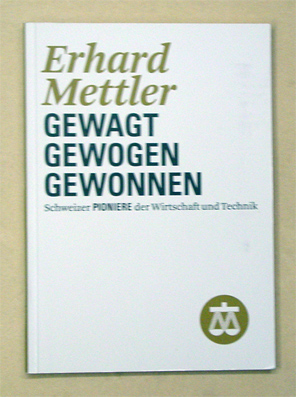 Erhard
Mettler
GEWAGT
GEWOGEN
GEWONNEN
Schweizer PIONIERE der Wirtschaft und Technik